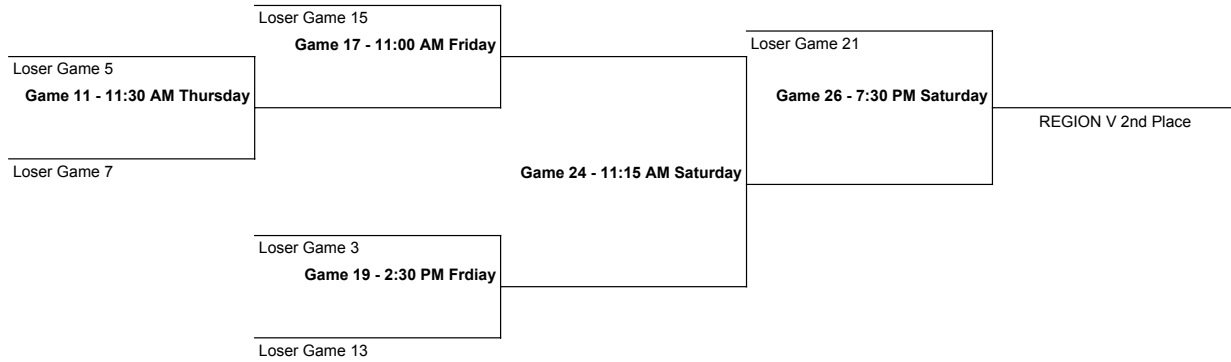 Loser Game 15
Game 17 - 11:00 AM Friday
Loser Game 21
Loser Game 5
Game 11 - 11:30 AM Thursday
Game 26 - 7:30 PM Saturday
REGION V 2nd Place
Loser Game 7
Game 24 - 11:15 AM Saturday
Loser Game 3
Game 19 - 2:30 PM Frdiay
Loser Game 13